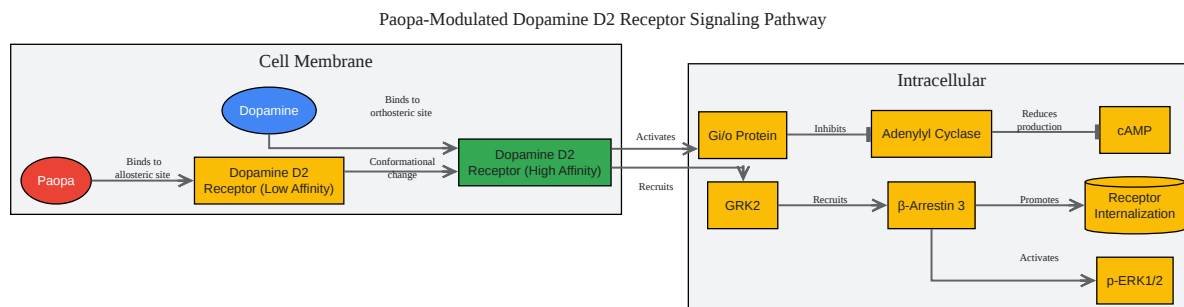 Paopa-Modulated Dopamine D2 Receptor Signaling Pathway
Cell Membrane
Dopamine
Binds to
orthosteric site
Paopa
Binds to
allosteric site
Dopamine D2
Receptor (Low Affinity)
Conformational
change
Dopamine D2
Receptor (High Affinity)
Activates
Recruits
Intracellular
Gi/o Protein
Inhibits
Adenylyl Cyclase
Reduces
production
cAMP
GRK2
Recruits
β-Arrestin 3
Promotes
Receptor
Internalization
Activates
p-ERK1/2